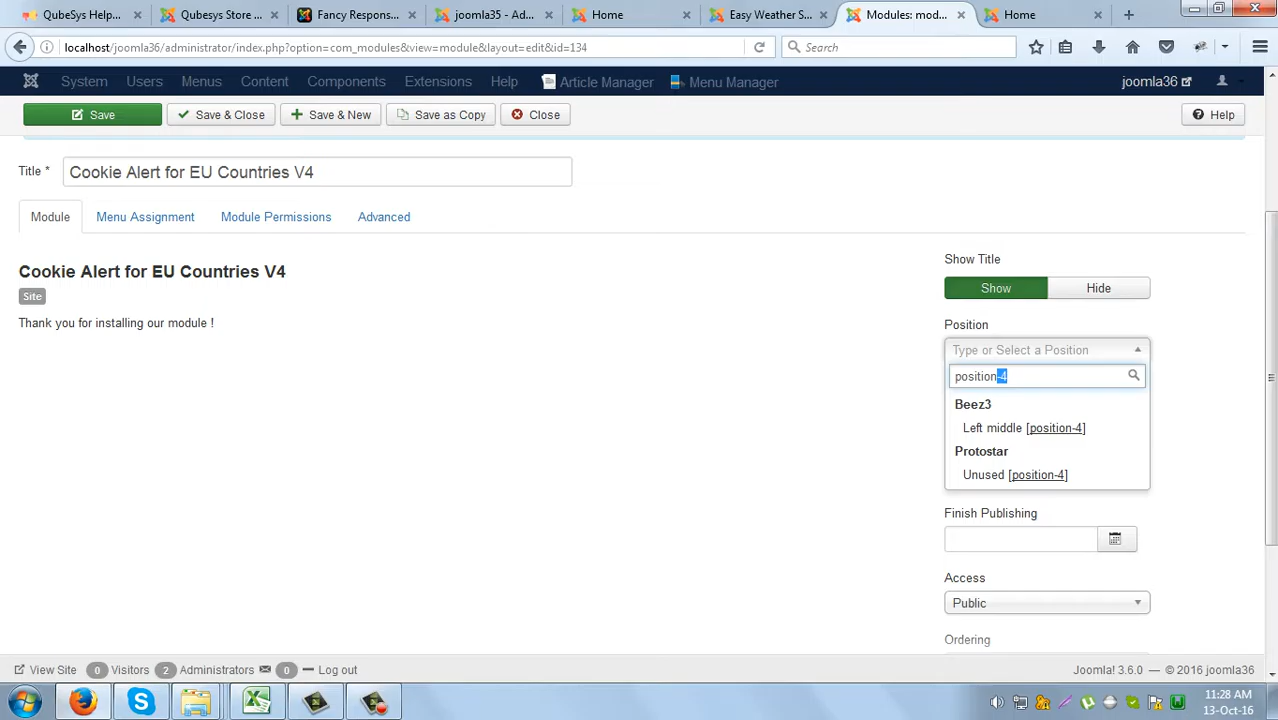 QubeSys Help...
Qubesys Store ...
Fancy Respons...
joomla35 - Ad...
Home
Easy Weather S...
Modules: mod...
Home
localhost/joomla36/administrator/index.php?option=com_modules&view=module&layout=edit&id=134
Search
System Users Menus Content Components Extensions Help Article Manager Menu Manager joomla36
Save
Save & Close
Save & New
Save as Copy
Close
Help
Title * Cookie Alert for EU Countries V4
Module Menu Assignment Module Permissions Advanced
Cookie Alert for EU Countries V4
Site
Thank you for installing our module !
Show Title
Show Hide
Position
Type or Select a Position
position-4
Beez3
Left middle [position-4]
Protostar
Unused [position-4]
Finish Publishing
Access
Public
Ordering
View Site 0 Visitors 2 Administrators 0 Log out
Joomla! 3.6.0 — © 2016 joomla36
11:28 AM
13-Oct-16